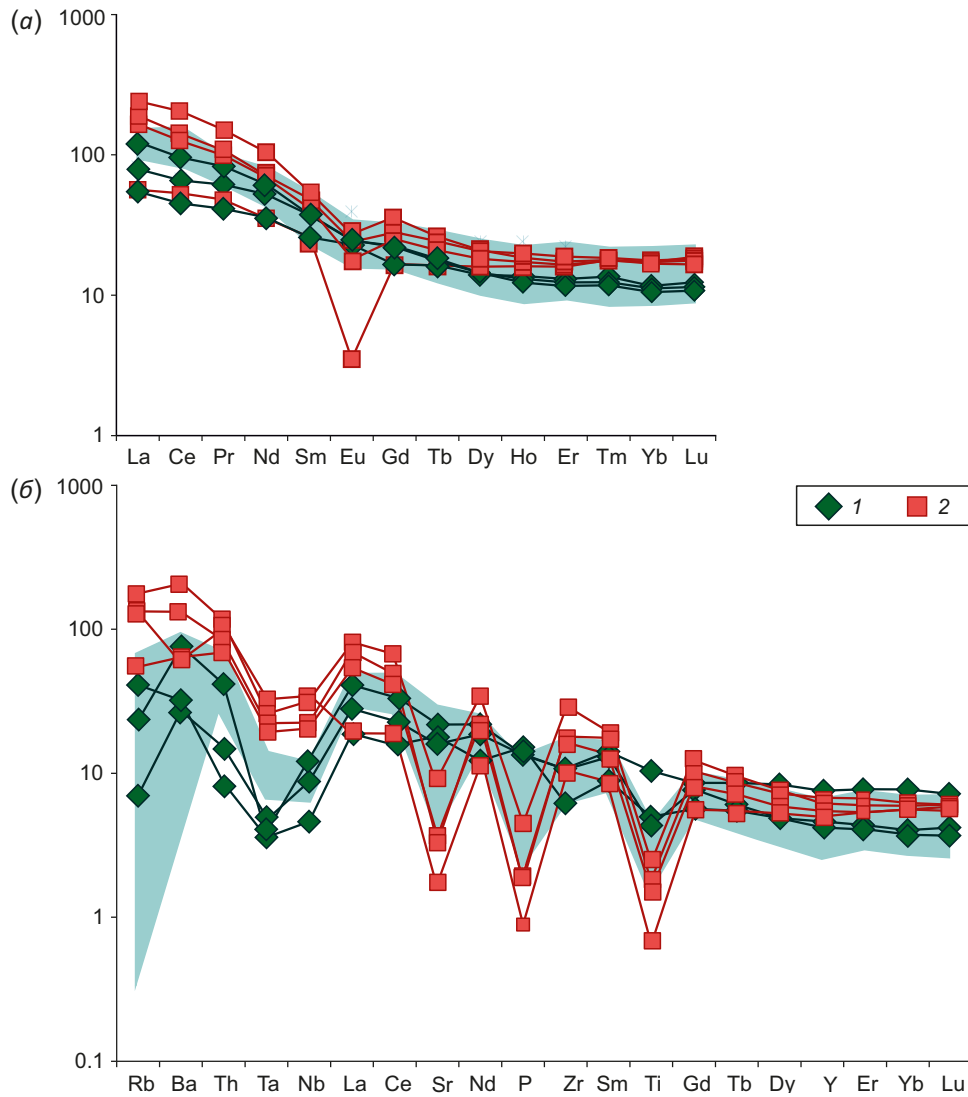 (а)
1000
100
10
1
La Ce Pr Nd Sm Eu Gd Tb Dy Ho Er Tm Yb Lu
(б)
1000
1 2
100
10
1
0.1
Rb Ba Th Ta Nb La Ce Sr Nd P Zr Sm Ti Gd Tb Dy Y Er Yb Lu